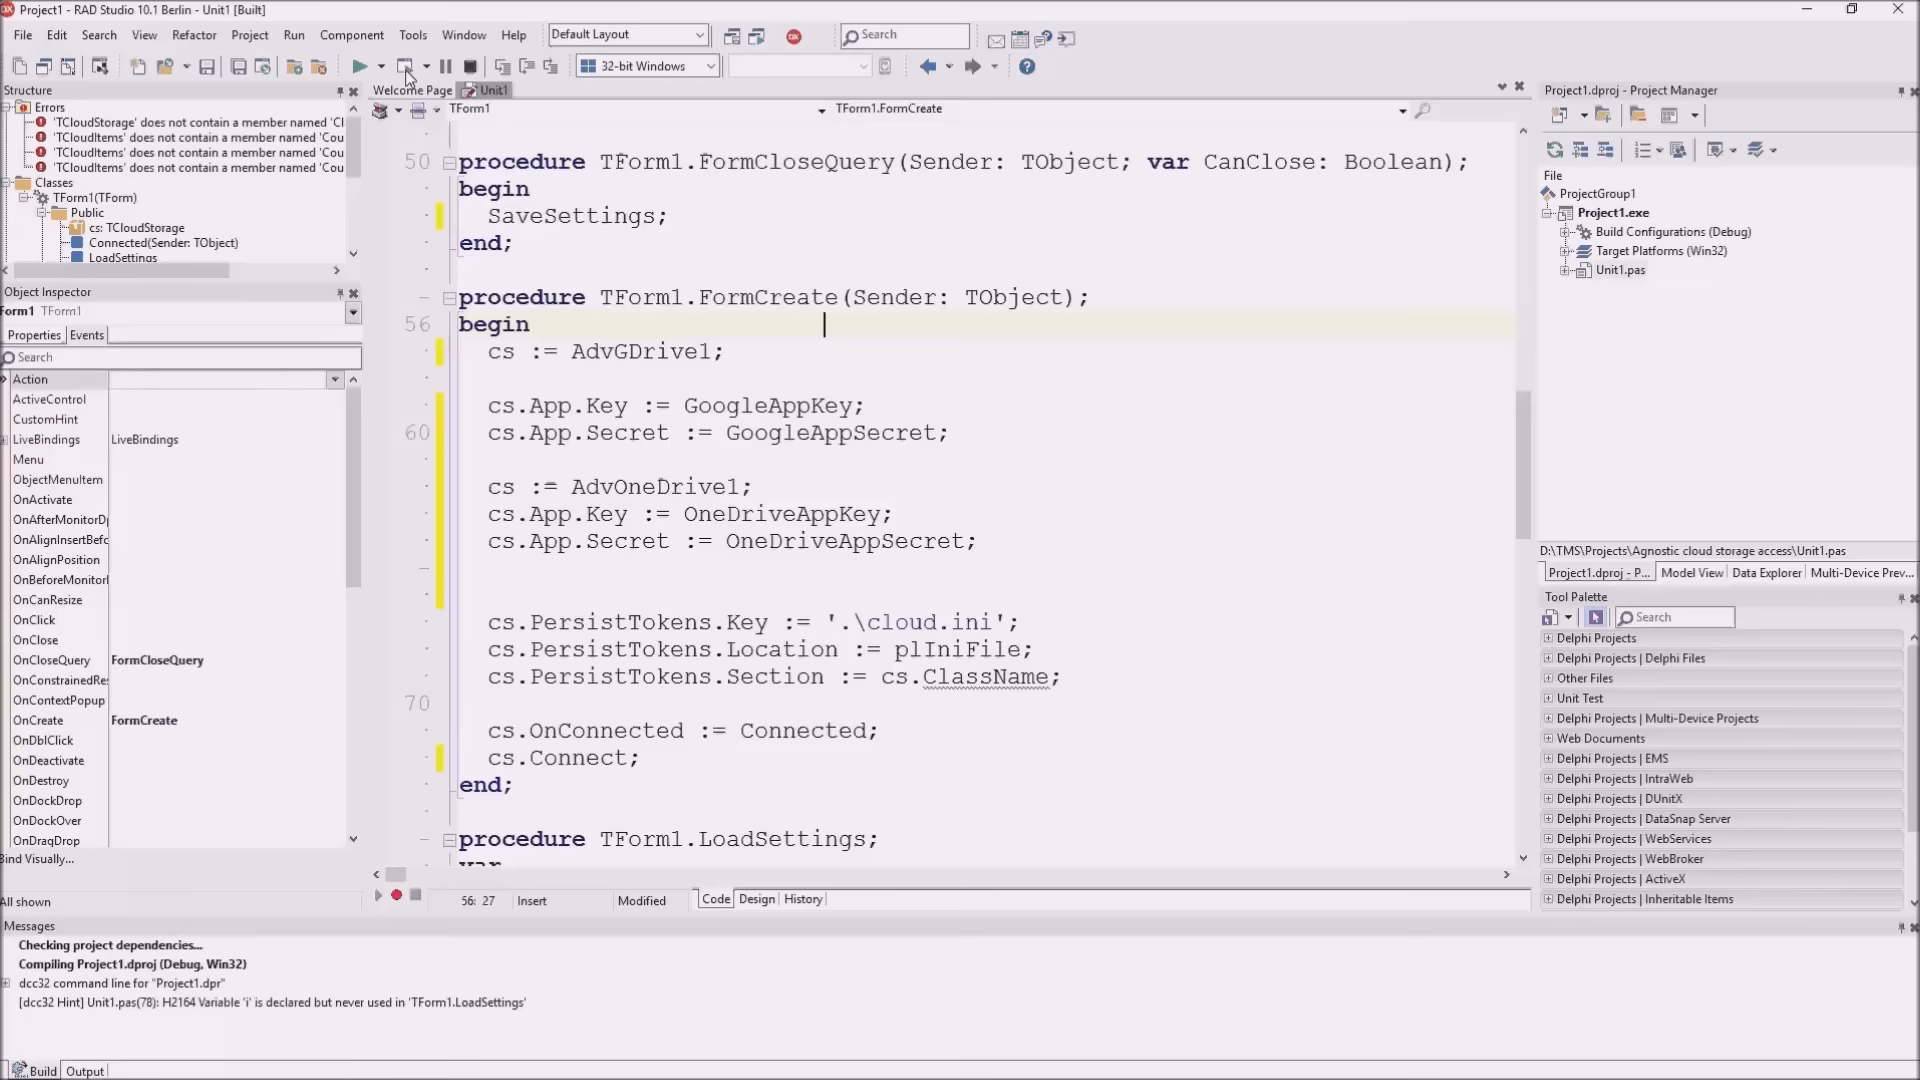 Project1 - RAD Studio 10.1 Berlin - Unit1 [Built]
File Edit Search View Refactor Project Run Component Tools Window Help
Default Layout
Search
32-bit Windows
Structure
Errors
'TCloudStorage' does not contain a member named 'Cl
'TCloudItems' does not contain a member named 'Cou
'TCloudItems' does not contain a member named 'Cou
'TCloudItems' does not contain a member named 'Cou
Classes
TForm1(TForm)
Public
cs: TCloudStorage
Connected(Sender: TObject)
LoadSettings
Object Inspector
Form1 TForm1
Properties Events
Search
Action
ActiveControl
CustomHint
LiveBindings LiveBindings
Menu
ObjectMenuItem
OnActivate
OnAfterMonitorDp
OnAlignInsertBefo
OnAlignPosition
OnBeforeMonitorI
OnCanResize
OnClick
OnClose
OnCloseQuery FormCloseQuery
OnConstrainedRes
OnContextPopup
OnCreate FormCreate
OnDblClick
OnDeactivate
OnDestroy
OnDockDrop
OnDockOver
OnDragDrop
Bind Visually...
All shown
Welcome Page Unit1
TForm1 TForm1.FormCreate
50 procedure TForm1.FormCloseQuery(Sender: TObject; var CanClose: Boolean);
begin
SaveSettings;
end;
procedure TForm1.FormCreate(Sender: TObject);
56 begin
cs := AdvGDrive1;
cs.App.Key := GoogleAppKey;
60 cs.App.Secret := GoogleAppSecret;
cs := AdvOneDrive1;
cs.App.Key := OneDriveAppKey;
cs.App.Secret := OneDriveAppSecret;
cs.PersistTokens.Key := '.\cloud.ini';
cs.PersistTokens.Location := plIniFile;
cs.PersistTokens.Section := cs.ClassName;
70
cs.OnConnected := Connected;
cs.Connect;
end;
procedure TForm1.LoadSettings;
var
56: 27 Insert Modified Code Design History
Project1.dproj - Project Manager
File
ProjectGroup1
Project1.exe
Build Configurations (Debug)
Target Platforms (Win32)
Unit1.pas
D:\TMS\Projects\Agnostic cloud storage access\Unit1.pas
Project1.dproj - P... Model View Data Explorer Multi-Device Prev...
Tool Palette
Search
Delphi Projects
Delphi Projects | Delphi Files
Other Files
Unit Test
Delphi Projects | Multi-Device Projects
Web Documents
Delphi Projects | EMS
Delphi Projects | IntraWeb
Delphi Projects | DUnitX
Delphi Projects | DataSnap Server
Delphi Projects | WebServices
Delphi Projects | WebBroker
Delphi Projects | ActiveX
Delphi Projects | Inheritable Items
Messages
Checking project dependencies...
Compiling Project1.dproj (Debug, Win32)
dcc32 command line for "Project1.dpr"
[dcc32 Hint] Unit1.pas(78): H2164 Variable 'i' is declared but never used in 'TForm1.LoadSettings'
Build Output